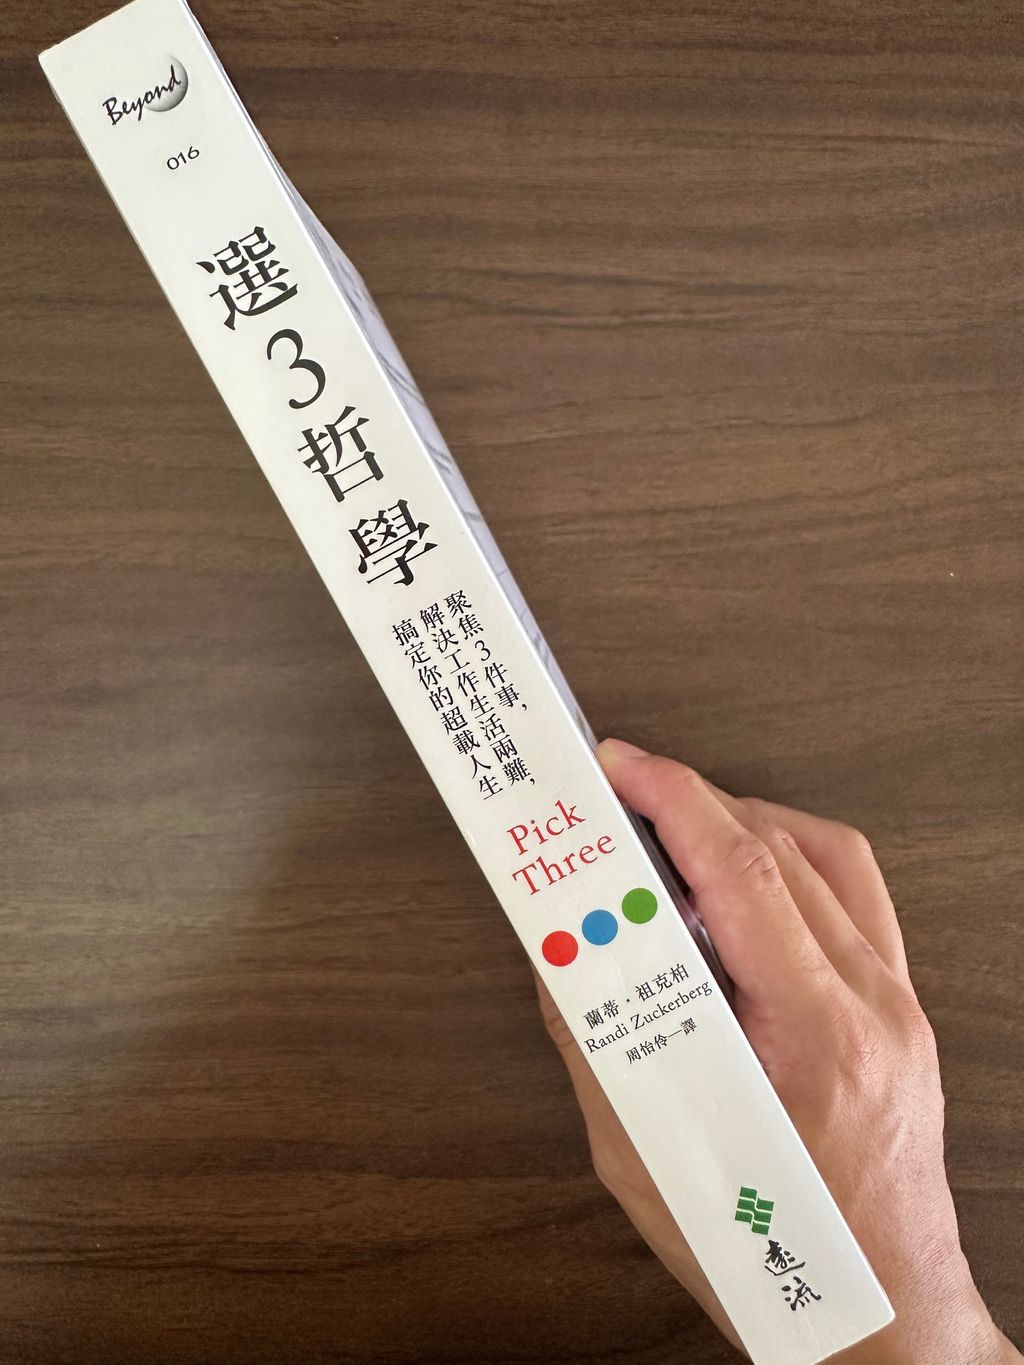 Beyond
016
選3哲學
聚焦3件事，
解決工作生活兩難，
搞定你的超載人生
Pick
Three
蘭蒂・祖克柏
Randi Zuckerberg
周怡伶—譯
遠流